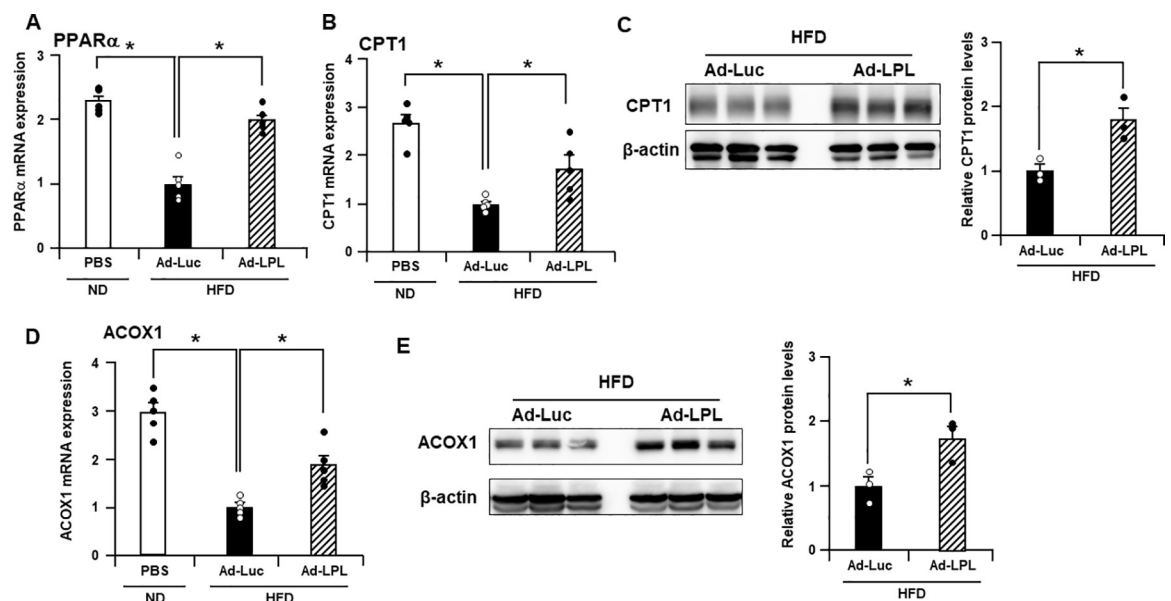 A
PPARα
*
*
PPARα mRNA expression
3
2
1
0
PBS
Ad-Luc
Ad-LPL
ND
HFD
B
CPT1
*
*
CPT1 mRNA expression
4
3
2
1
0
PBS
Ad-Luc
Ad-LPL
ND
HFD
C
HFD
Ad-Luc
Ad-LPL
CPT1
β-actin
*
Relative CPT1 protein levels
3
2
1
0
Ad-Luc
Ad-LPL
HFD
D
ACOX1
*
*
ACOX1 mRNA expression
4
3
2
1
0
PBS
Ad-Luc
Ad-LPL
ND
HFD
E
HFD
Ad-Luc
Ad-LPL
ACOX1
β-actin
*
Relative ACOX1 protein levels
3
2
1
0
Ad-Luc
Ad-LPL
HFD